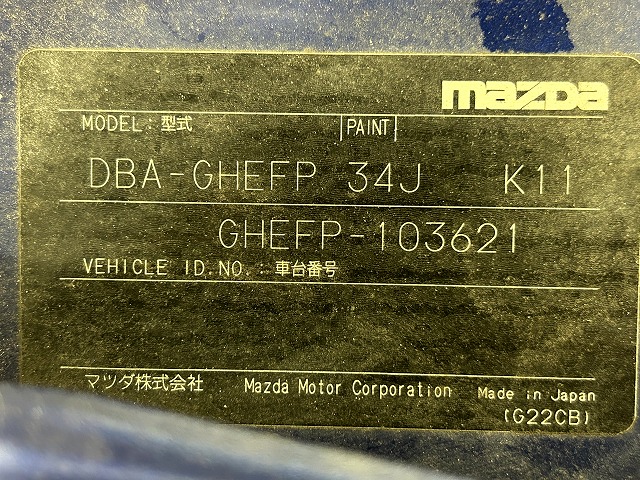 mazda
MODEL: 型式 PAINT
DBA-GHEFP 34J K11
GHEFP-103621
VEHICLE ID.NO.: 車台番号
マツダ株式会社 Mazda Motor Corporation Made in Japan
(G22CB)